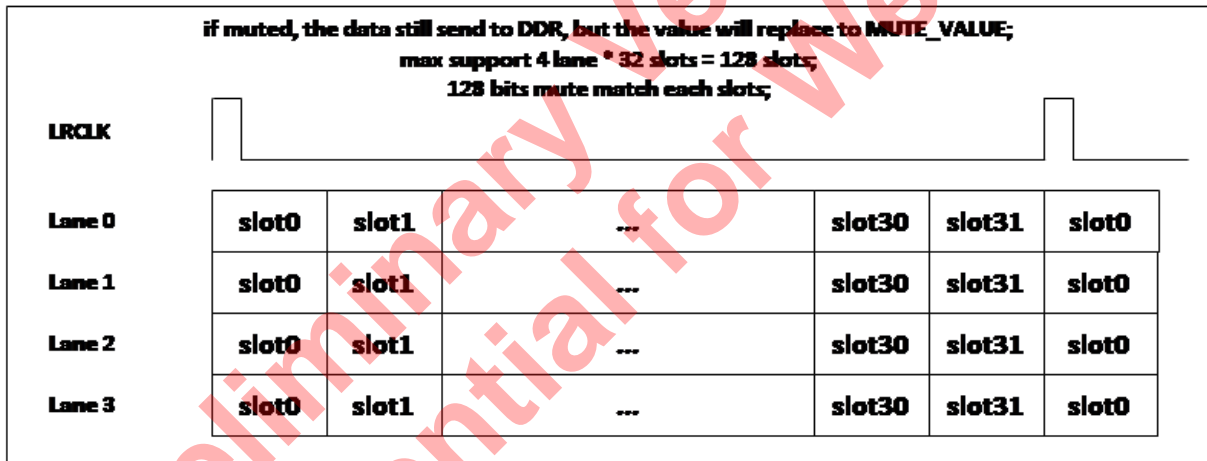 if muted, the data still send to DDR, but the value will replace to MUTE_VALUE;
max support 4 lane * 32 slots = 128 slots;
128 bits mute match each slots;
LRCLK
Lane 0 slot0 slot1 ... slot30 slot31 slot0
Lane 1 slot0 slot1 ... slot30 slot31 slot0
Lane 2 slot0 slot1 ... slot30 slot31 slot0
Lane 3 slot0 slot1 ... slot30 slot31 slot0